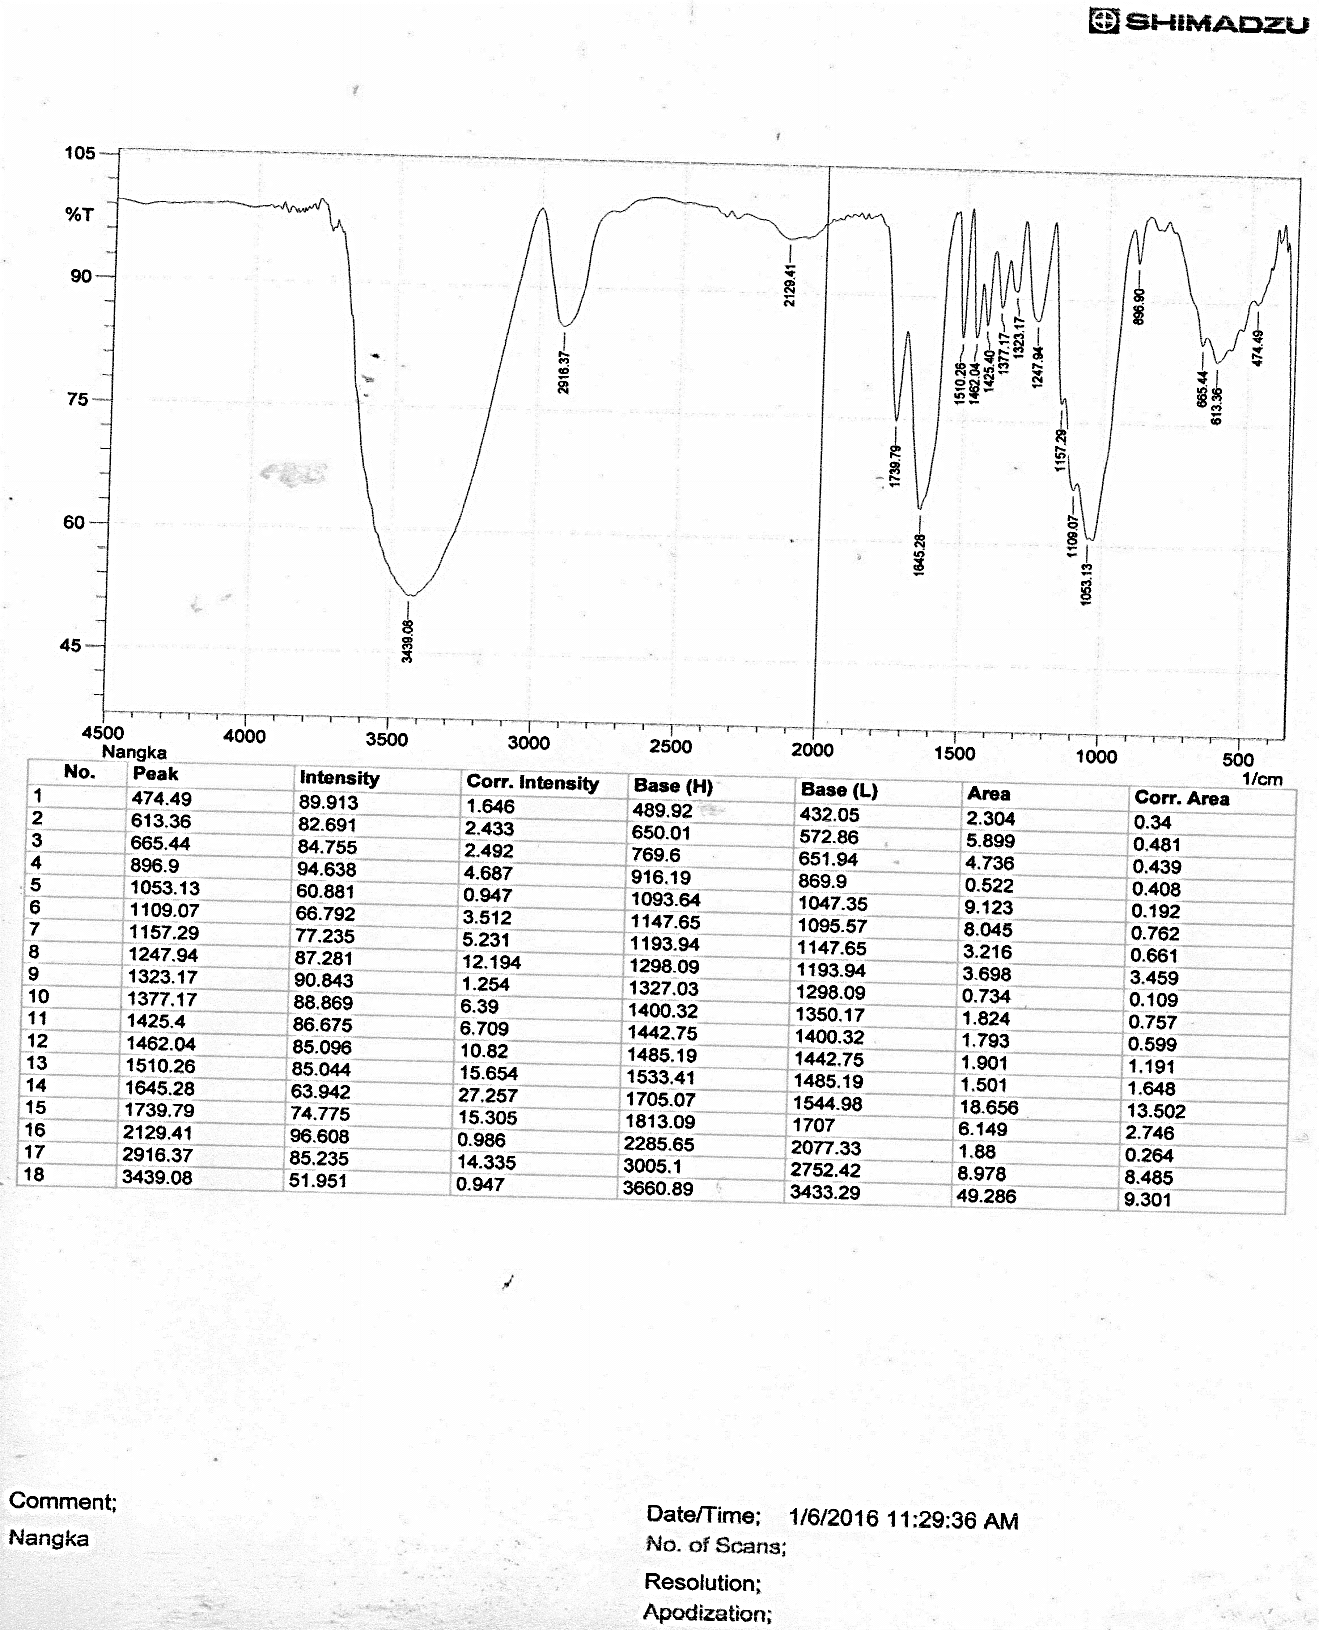 SHIMADZU
105
%T
90
75
60
45
3439.08
2916.37
2129.41
1739.79
1645.28
1510.26
1462.04
1425.40
1377.17
1323.17
1247.94
1157.29
1109.07
1053.13
896.90
665.44
613.36
474.49
4500 4000 3500 3000 2500 2000 1500 1000 500
Nangka 1/cm
No. Peak Intensity Corr. Intensity Base (H) Base (L) Area Corr. Area
1 474.49 89.913 1.646 489.92 432.05 2.304 0.34
2 613.36 82.691 2.433 650.01 572.86 5.899 0.481
3 665.44 84.755 2.492 769.6 651.94 4.736 0.439
4 896.9 94.638 4.687 916.19 869.9 0.522 0.408
5 1053.13 60.881 0.947 1093.64 1047.35 9.123 0.192
6 1109.07 66.792 3.512 1147.65 1095.57 8.045 0.762
7 1157.29 77.235 5.231 1193.94 1147.65 3.216 0.661
8 1247.94 87.281 12.194 1298.09 1193.94 3.698 3.459
9 1323.17 90.843 1.254 1327.03 1298.09 0.734 0.109
10 1377.17 88.869 6.39 1400.32 1350.17 1.824 0.757
11 1425.4 86.675 6.709 1442.75 1400.32 1.793 0.599
12 1462.04 85.096 10.82 1485.19 1442.75 1.901 1.191
13 1510.26 85.044 15.654 1533.41 1485.19 1.501 1.648
14 1645.28 63.942 27.257 1705.07 1544.98 18.656 13.502
15 1739.79 74.775 15.305 1813.09 1707 6.149 2.746
16 2129.41 96.608 0.986 2285.65 2077.33 1.88 0.264
17 2916.37 85.235 14.335 3005.1 2752.42 8.978 8.485
18 3439.08 51.951 0.947 3660.89 3433.29 49.286 9.301
Comment;
Nangka
Date/Time; 1/6/2016 11:29:36 AM
No. of Scans;
Resolution;
Apodization;